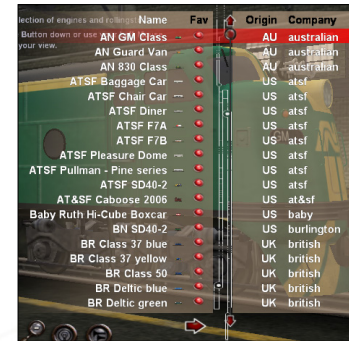 lection of engines and rollingst Name Fav Origin Company
Button down or use
your view.
AN GM Class AU australian
AN Guard Van AU australian
AN 830 Class AU australian
ATSF Baggage Car US atsf
ATSF Chair Car US atsf
ATSF Diner US atsf
ATSF F7A US atsf
ATSF F7B US atsf
ATSF Pleasure Dome US atsf
ATSF Pullman - Pine series US atsf
ATSF SD40-2 US atsf
AT&SF Caboose 2006 US at&sf
Baby Ruth Hi-Cube Boxcar US baby
BN SD40-2 US burlington
BR Class 37 blue UK british
BR Class 37 yellow UK british
BR Class 50 UK british
BR Deltic blue UK british
BR Deltic green UK british
GM